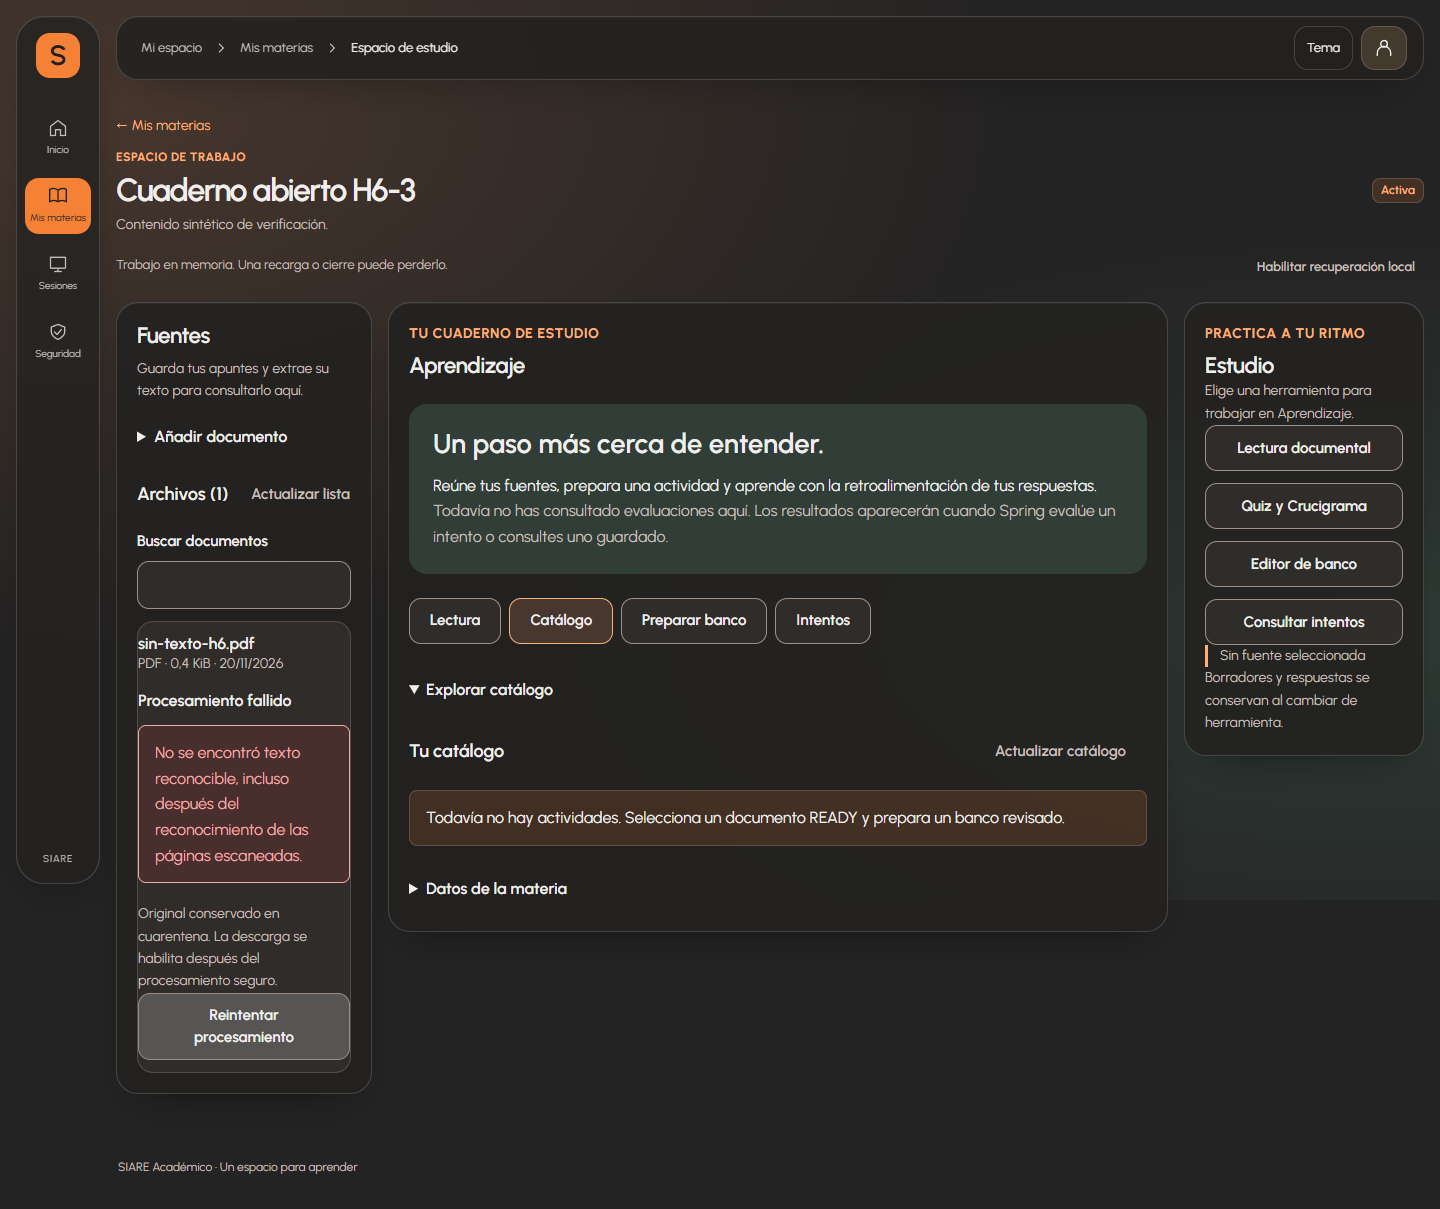 S
Inicio
Mis materias
Sesiones
Seguridad
SIARE
Mi espacio > Mis materias > Espacio de estudio
Tema
← Mis materias
ESPACIO DE TRABAJO
Cuaderno abierto H6-3
Activa
Contenido sintético de verificación.
Trabajo en memoria. Una recarga o cierre puede perderlo.
Habilitar recuperación local
Fuentes
Guarda tus apuntes y extrae su
texto para consultarlo aquí.
▶ Añadir documento
Archivos (1) Actualizar lista
Buscar documentos
sin-texto-h6.pdf
PDF · 0,4 KiB · 20/11/2026
Procesamiento fallido
No se encontró texto
reconocible, incluso
después del
reconocimiento de las
páginas escaneadas.
Original conservado en
cuarentena. La descarga se
habilita después del
procesamiento seguro.
Reintentar
procesamiento
TU CUADERNO DE ESTUDIO
Aprendizaje
Un paso más cerca de entender.
Reúne tus fuentes, prepara una actividad y aprende con la retroalimentación de tus respuestas.
Todavía no has consultado evaluaciones aquí. Los resultados aparecerán cuando Spring evalúe un
intento o consultes uno guardado.
Lectura Catálogo Preparar banco Intentos
▼ Explorar catálogo
Tu catálogo Actualizar catálogo
Todavía no hay actividades. Selecciona un documento READY y prepara un banco revisado.
▶ Datos de la materia
PRACTICA A TU RITMO
Estudio
Elige una herramienta para
trabajar en Aprendizaje.
Lectura documental
Quiz y Crucigrama
Editor de banco
Consultar intentos
Sin fuente seleccionada
Borradores y respuestas se
conservan al cambiar de
herramienta.
SIARE Académico · Un espacio para aprender